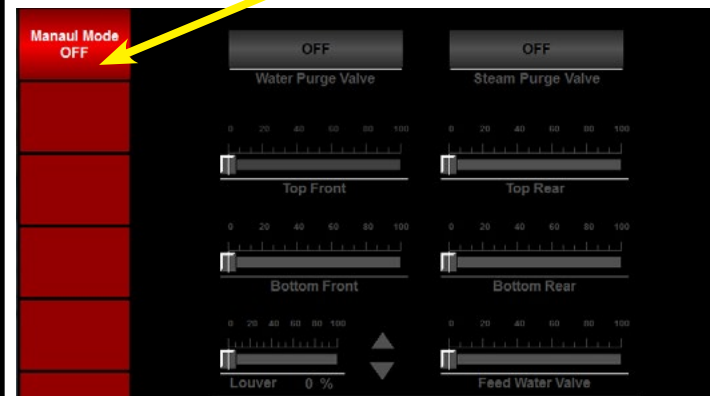 Manaul Mode
OFF
OFF
OFF
Water Purge Valve
Steam Purge Valve
0 20 40 60 80 100
0 20 40 60 80 100
Top Front
Top Rear
0 20 40 60 80 100
0 20 40 60 80 100
Bottom Front
Bottom Rear
0 20 40 60 80 100
0 20 40 60 80 100
Louver 0 %
Feed Water Valve